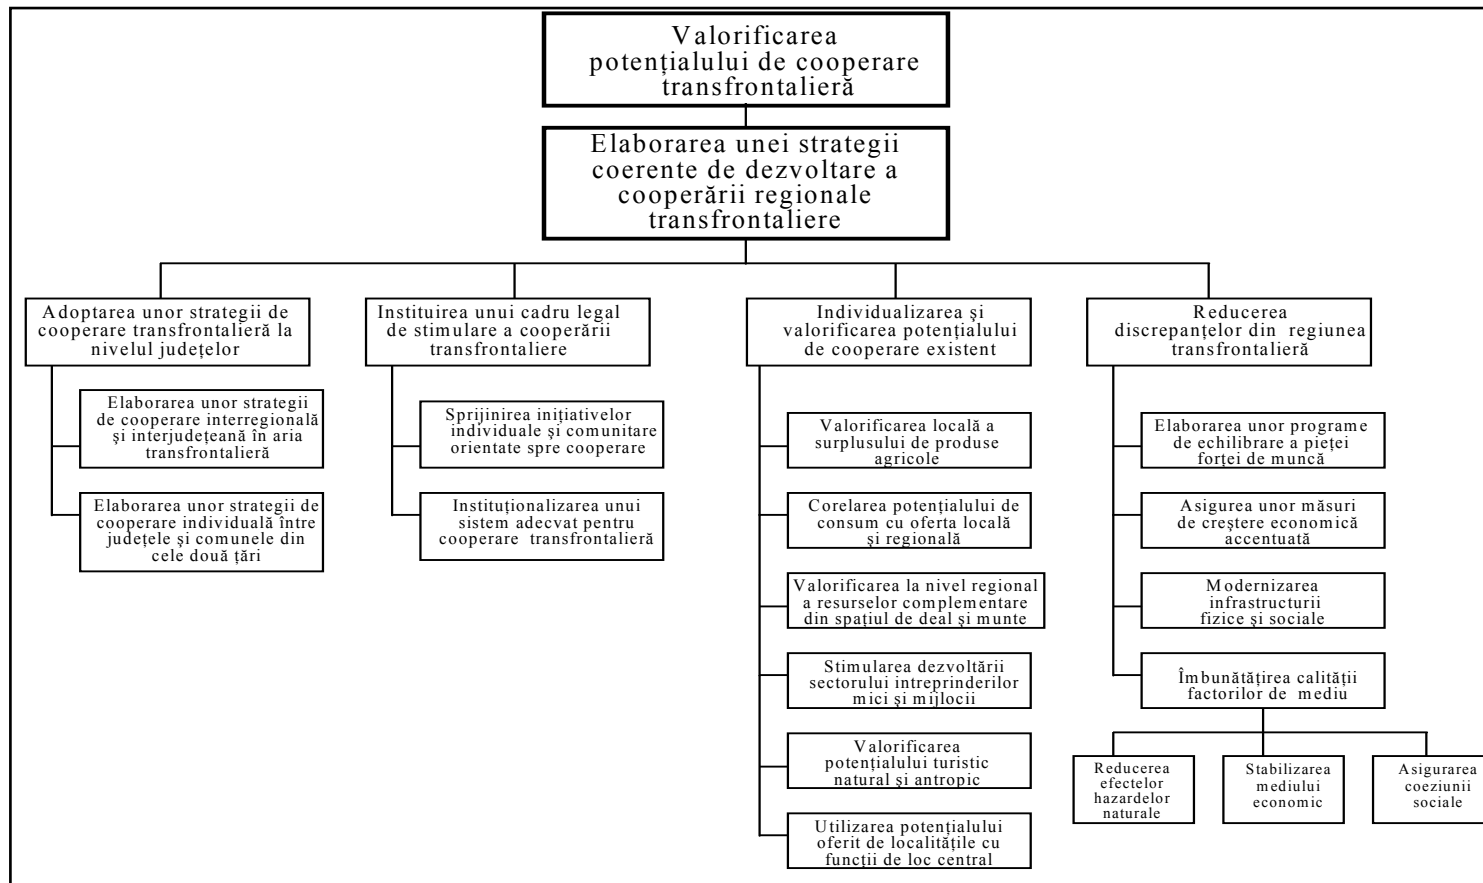 Valorificarea
potențialului de cooperare
transfrontalieră
Elaborarea unei strategii
coerente de dezvoltare a
cooperării regionale
transfrontaliere
Adoptarea unor strategii de
cooperare transfrontalieră la
nivelul județelor
Elaborarea unor strategii
de cooperare interregională
și interjudețeană în aria
transfrontalieră
Elaborarea unor strategii de
cooperare individuală între
județele și comunele din
cele două țări
Instituirea unui cadru legal
de stimulare a cooperării
transfrontaliere
Sprijinirea inițiativelor
individuale și comunitare
orientate spre cooperare
Instituționalizarea unui
sistem adecvat pentru
cooperare transfrontalieră
Individualizarea și
valorificarea potențialului
de cooperare existent
Valorificarea locală a
surplusului de produse
agricole
Corelarea potențialului de
consum cu oferta locală
și regională
Valorificarea la nivel regional
a resurselor complementare
din spațiul de deal și munte
Stimularea dezvoltării
sectorului intreprinderilor
mici și mijlocii
Valorificarea
potențialului turistic
natural și antropic
Utilizarea potențialului
oferit de localitățile cu
funcții de loc central
Reducerea
discrepanțelor din regiunea
transfrontalieră
Elaborarea unor programe
de echilibrare a pieței
forței de muncă
Asigurea unor măsuri
de creștere economică
accentuată
Modernizarea
infrastructurii
fizice și sociale
Îmbunătățirea calității
factorilor de mediu
Reducerea
efectelor
hazardelor
naturale
Stabilizarea
mediului
economic
Asigurarea
coeziunii
sociale